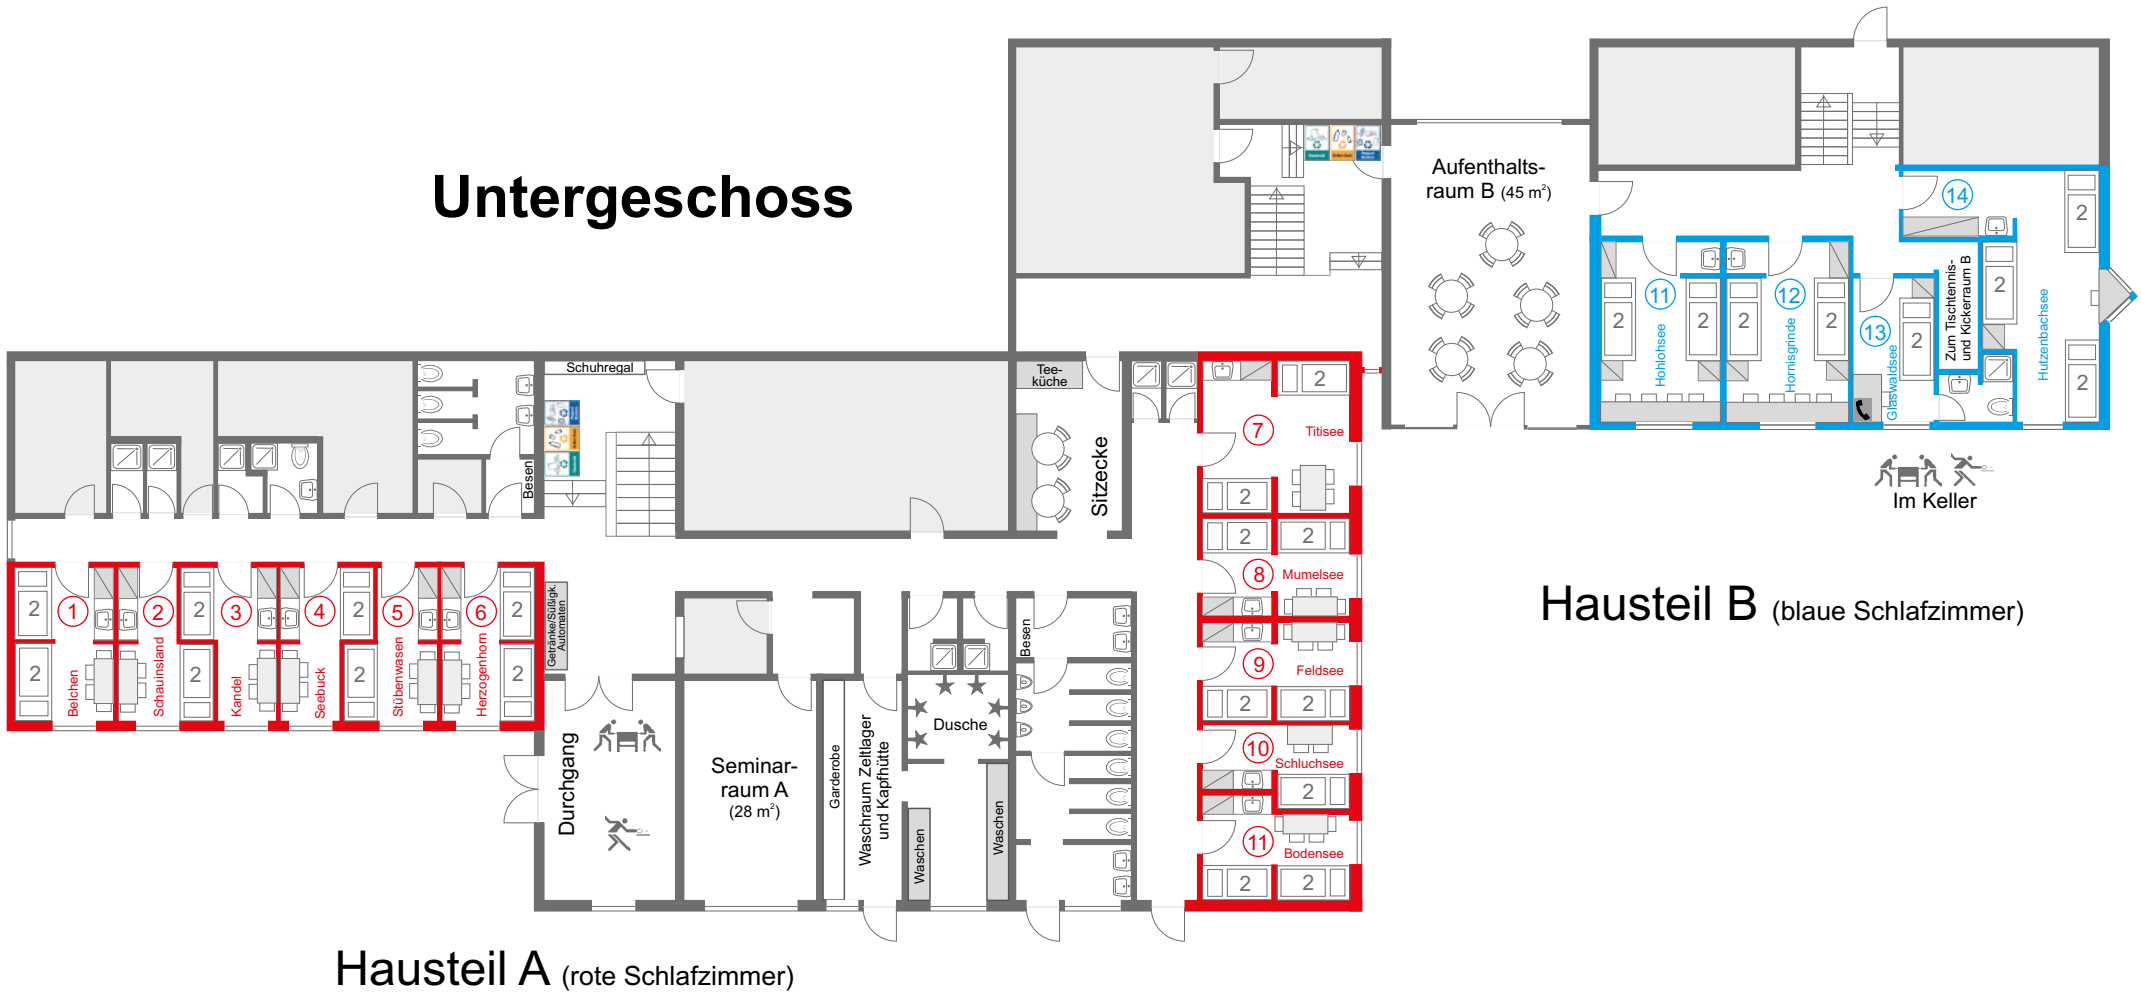 Untergeschoss
Aufenthalts-
raum B (45 m²)
14
2
2
2
2
Hutzenbachsee
11
2
2
Hohlohsee
12
2
2
Hornisgrinde
13
2
Glaswaldsee
Zum Tischtennis-
und Kickerraum B
Im Keller
Hausteil B (blaue Schlafzimmer)
Schuhregal
Besen
Tee-
küche
Sitzecke
7
2
2
Titisee
8
2
2
Mumelsee
9
2
2
Feldsee
10
2
Schluchsee
11
2
2
Bodensee
1
2
2
Belchen
2
2
2
Schauinsland
3
Kandel
4
2
2
Seebuck
5
Stübenwasen
6
2
2
Herzogenhorn
Getränke/Süßigk.
Automaten
Durchgang
Seminar-
raum A
(28 m²)
Garderobe
Waschraum Zeltlager
und Kapfhütte
Dusche
Waschen
Waschen
Besen
Hausteil A (rote Schlafzimmer)